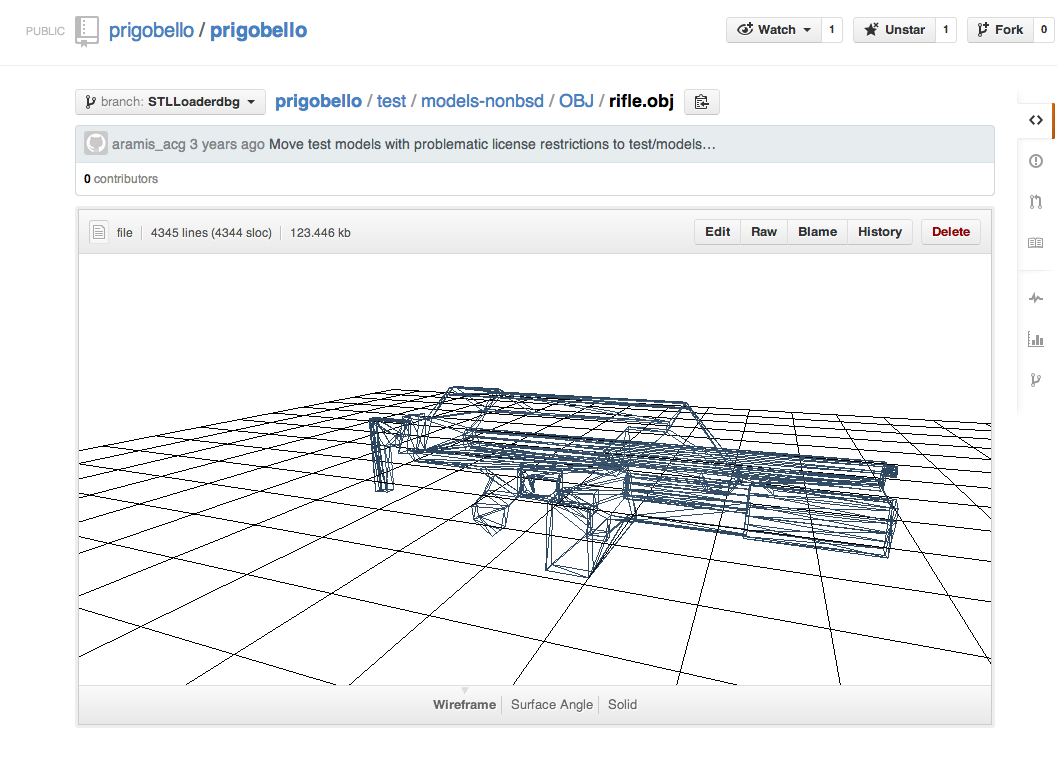 PUBLIC prigobello / prigobello Watch 1 Unstar 1 Fork 0
branch: STLLoaderdbg prigobello / test / models-nonbsd / OBJ / rifle.obj
aramis_acg 3 years ago Move test models with problematic license restrictions to test/models…
0 contributors
file 4345 lines (4344 sloc) 123.446 kb Edit Raw Blame History Delete
Wireframe Surface Angle Solid